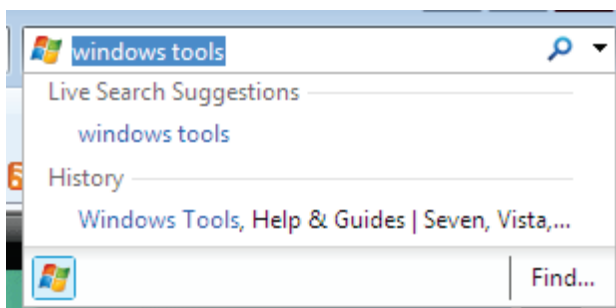 windows tools
Live Search Suggestions
windows tools
History
Windows Tools, Help & Guides | Seven, Vista,...
Find...